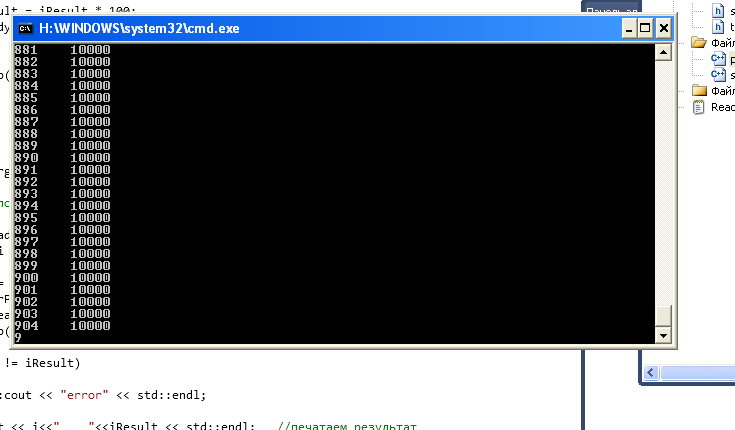 sult = iResult * 100;
H:\WINDOWS\system32\cmd.exe
881 10000
882 10000
883 10000
884 10000
885 10000
886 10000
887 10000
888 10000
889 10000
890 10000
891 10000
892 10000
893 10000
894 10000
895 10000
896 10000
897 10000
898 10000
899 10000
900 10000
901 10000
902 10000
903 10000
904 10000
9
!= iResult)
:cout << "error" << std::endl;
t << i<<" "<<iResult << std::endl; //печатаем результат
s
t
Файл
p
s
Файл
Reac